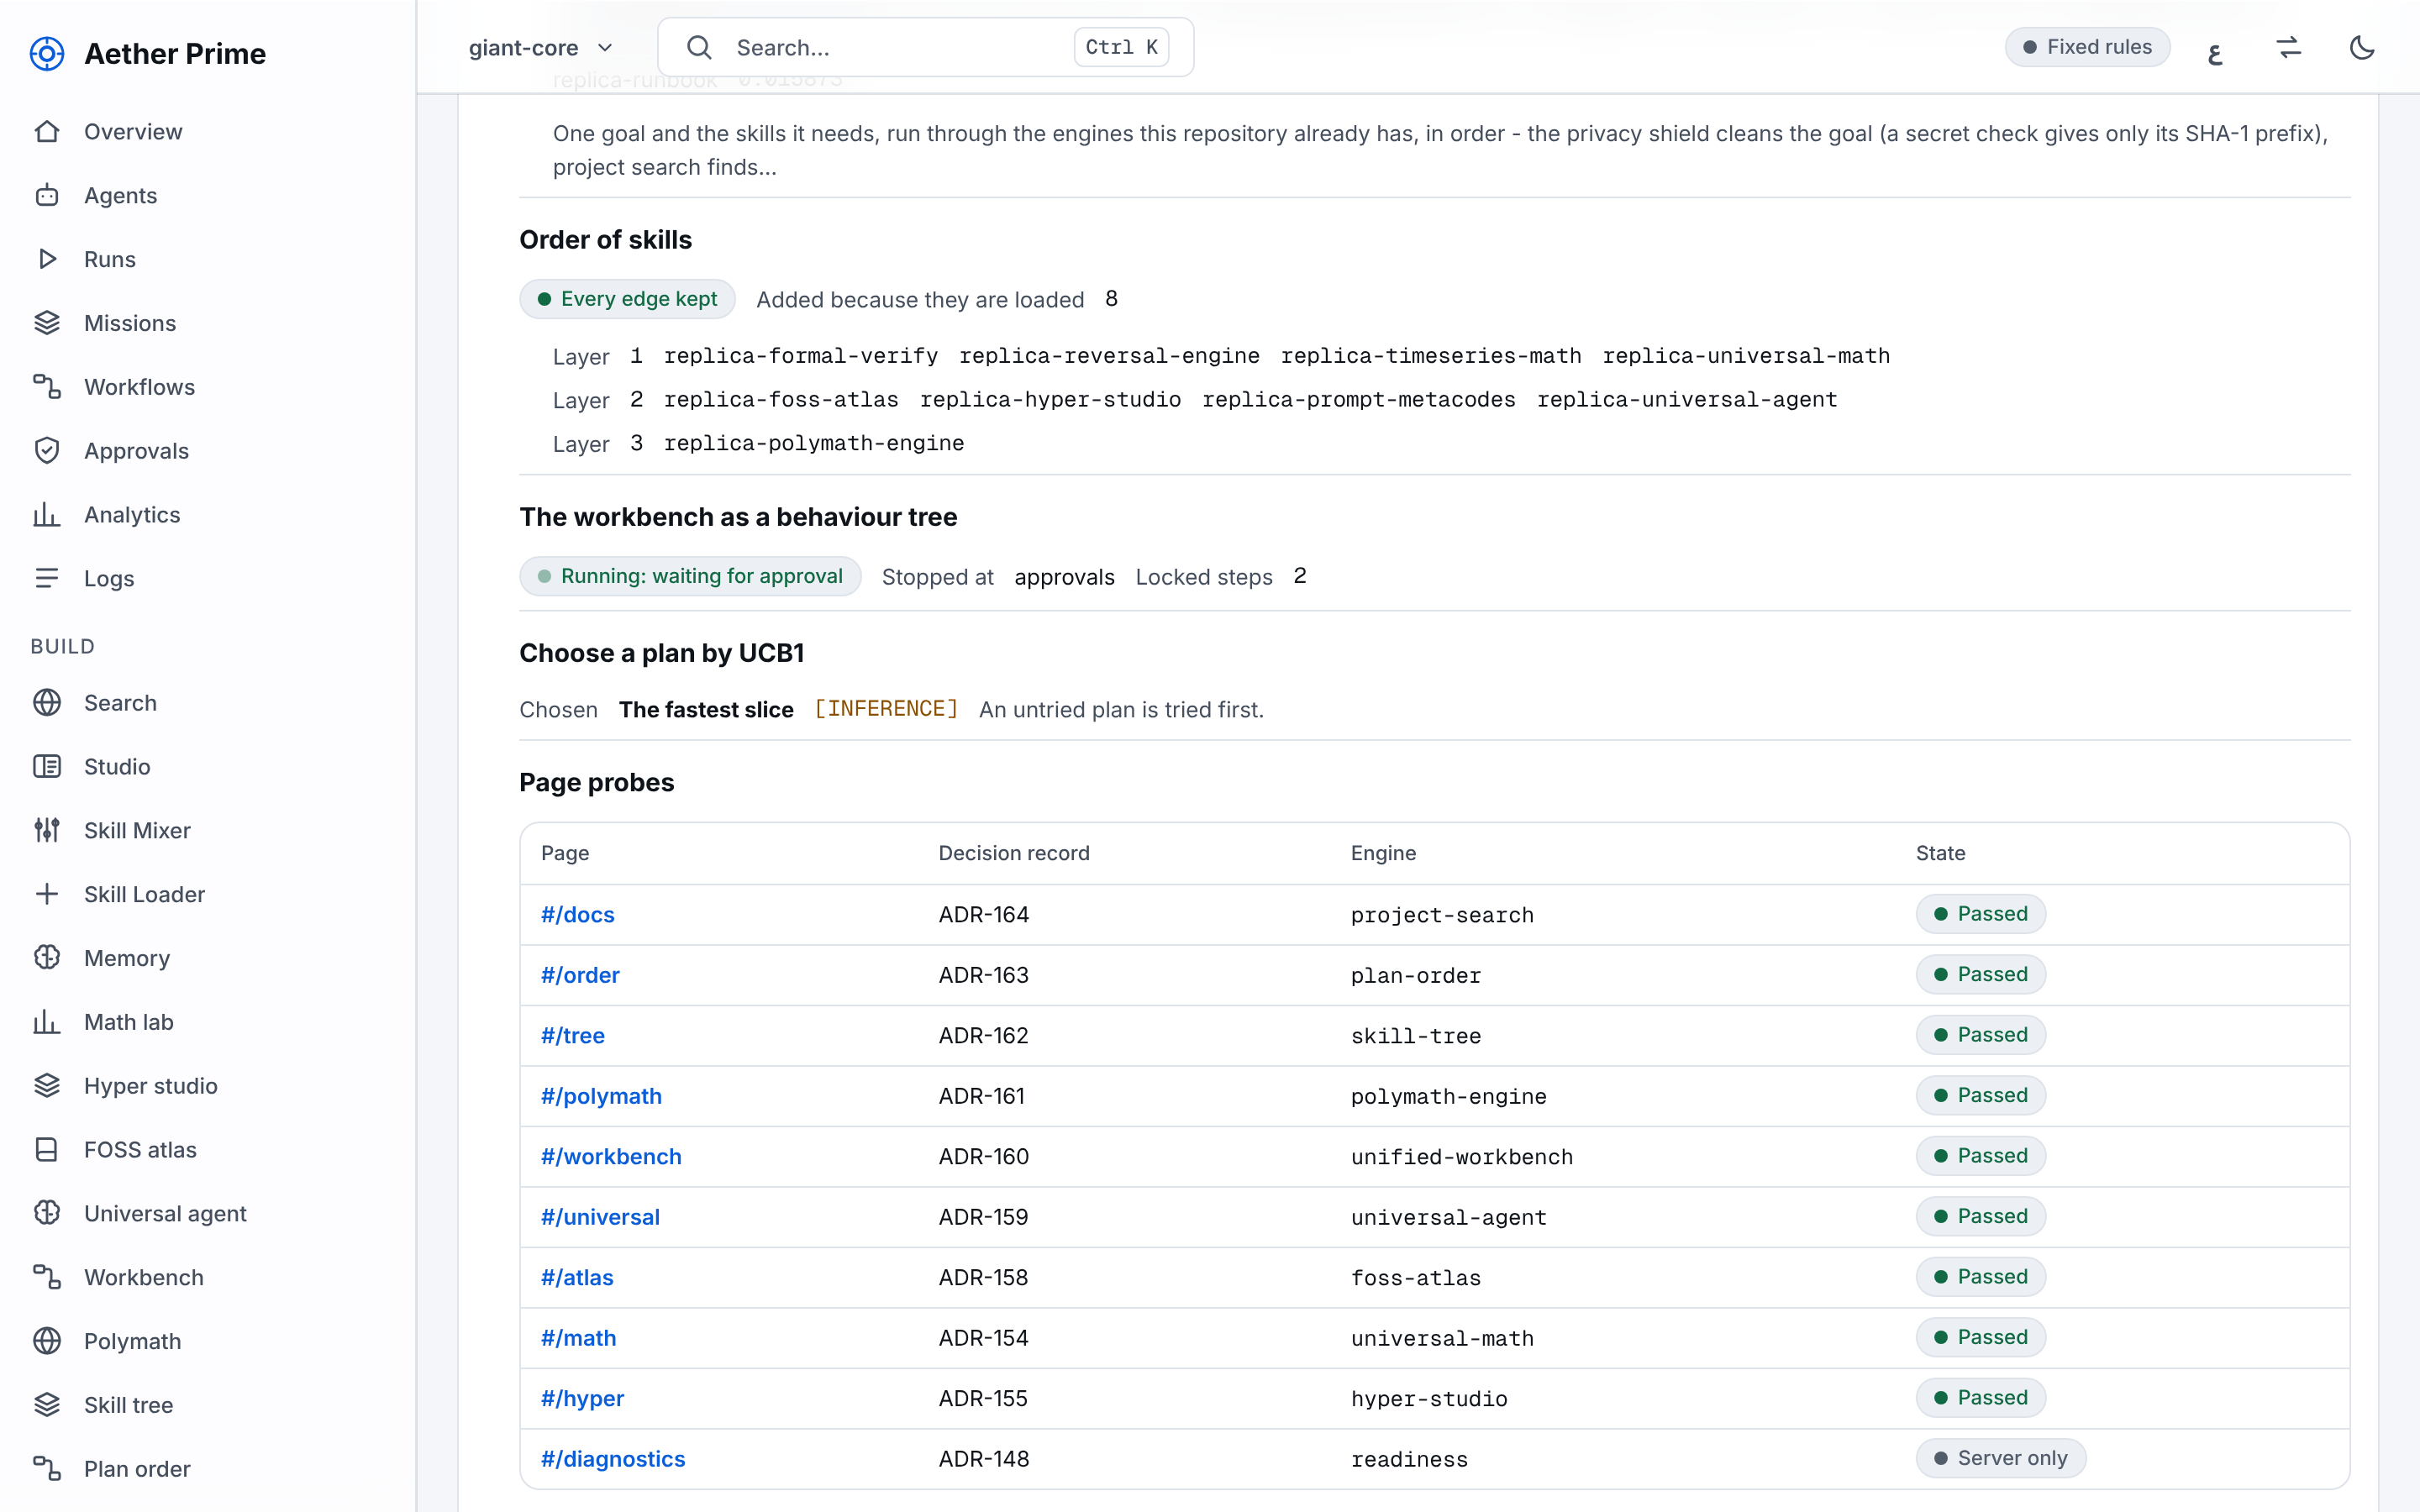 Aether Prime
Overview
Agents
Runs
Missions
Workflows
Approvals
Analytics
Logs
BUILD
Search
Studio
Skill Mixer
Skill Loader
Memory
Math lab
Hyper studio
FOSS atlas
Universal agent
Workbench
Polymath
Skill tree
Plan order
giant-core
Search... Ctrl K
Fixed rules
ع
replica-runbook 0.015873
One goal and the skills it needs, run through the engines this repository already has, in order - the privacy shield cleans the goal (a secret check gives only its SHA-1 prefix),
project search finds...
Order of skills
Every edge kept Added because they are loaded 8
Layer 1 replica-formal-verify replica-reversal-engine replica-timeseries-math replica-universal-math
Layer 2 replica-foss-atlas replica-hyper-studio replica-prompt-metacodes replica-universal-agent
Layer 3 replica-polymath-engine
The workbench as a behaviour tree
Running: waiting for approval Stopped at approvals Locked steps 2
Choose a plan by UCB1
Chosen The fastest slice [INFERENCE] An untried plan is tried first.
Page probes
Page Decision record Engine State
#/docs ADR-164 project-search Passed
#/order ADR-163 plan-order Passed
#/tree ADR-162 skill-tree Passed
#/polymath ADR-161 polymath-engine Passed
#/workbench ADR-160 unified-workbench Passed
#/universal ADR-159 universal-agent Passed
#/atlas ADR-158 foss-atlas Passed
#/math ADR-154 universal-math Passed
#/hyper ADR-155 hyper-studio Passed
#/diagnostics ADR-148 readiness Server only